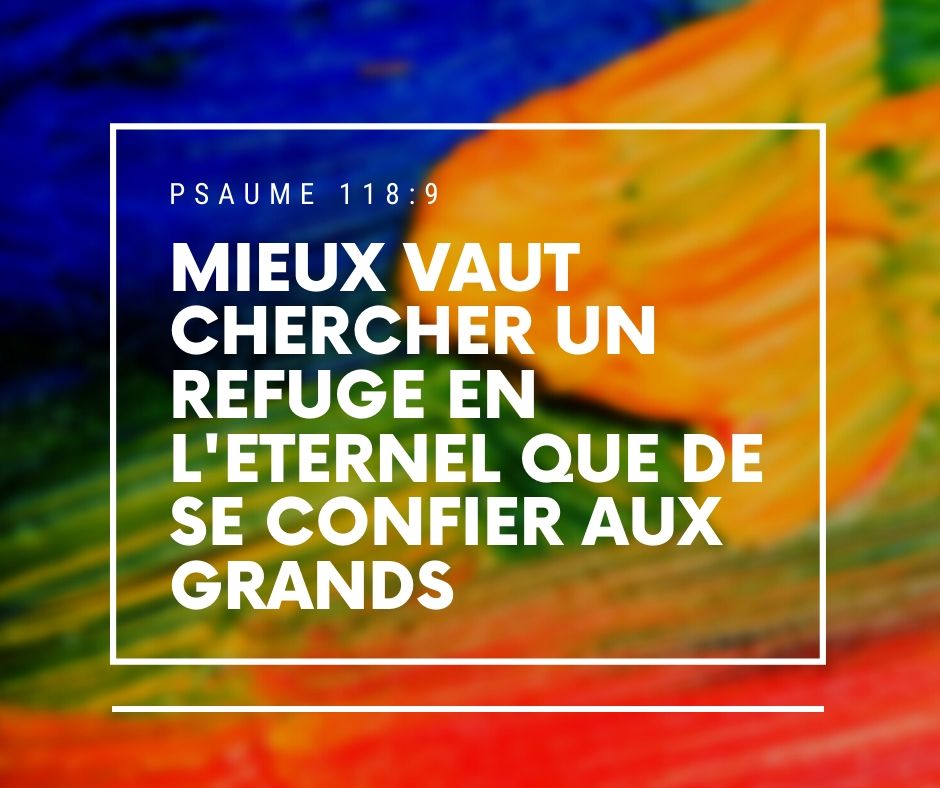 PSAUME 118:9
MIEUX VAUT
CHERCHER UN
REFUGE EN
L'ETERNEL QUE DE
SE CONFIER AUX
GRANDS